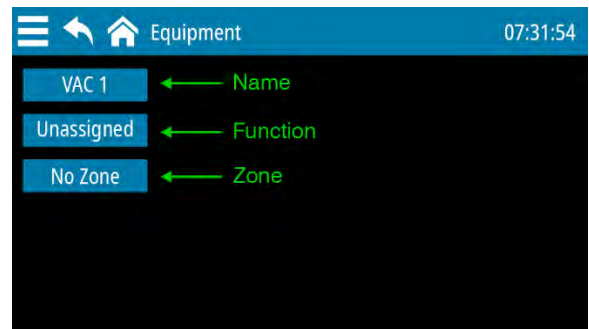 Equipment 07:31:54
VAC 1 Name
Unassigned Function
No Zone Zone